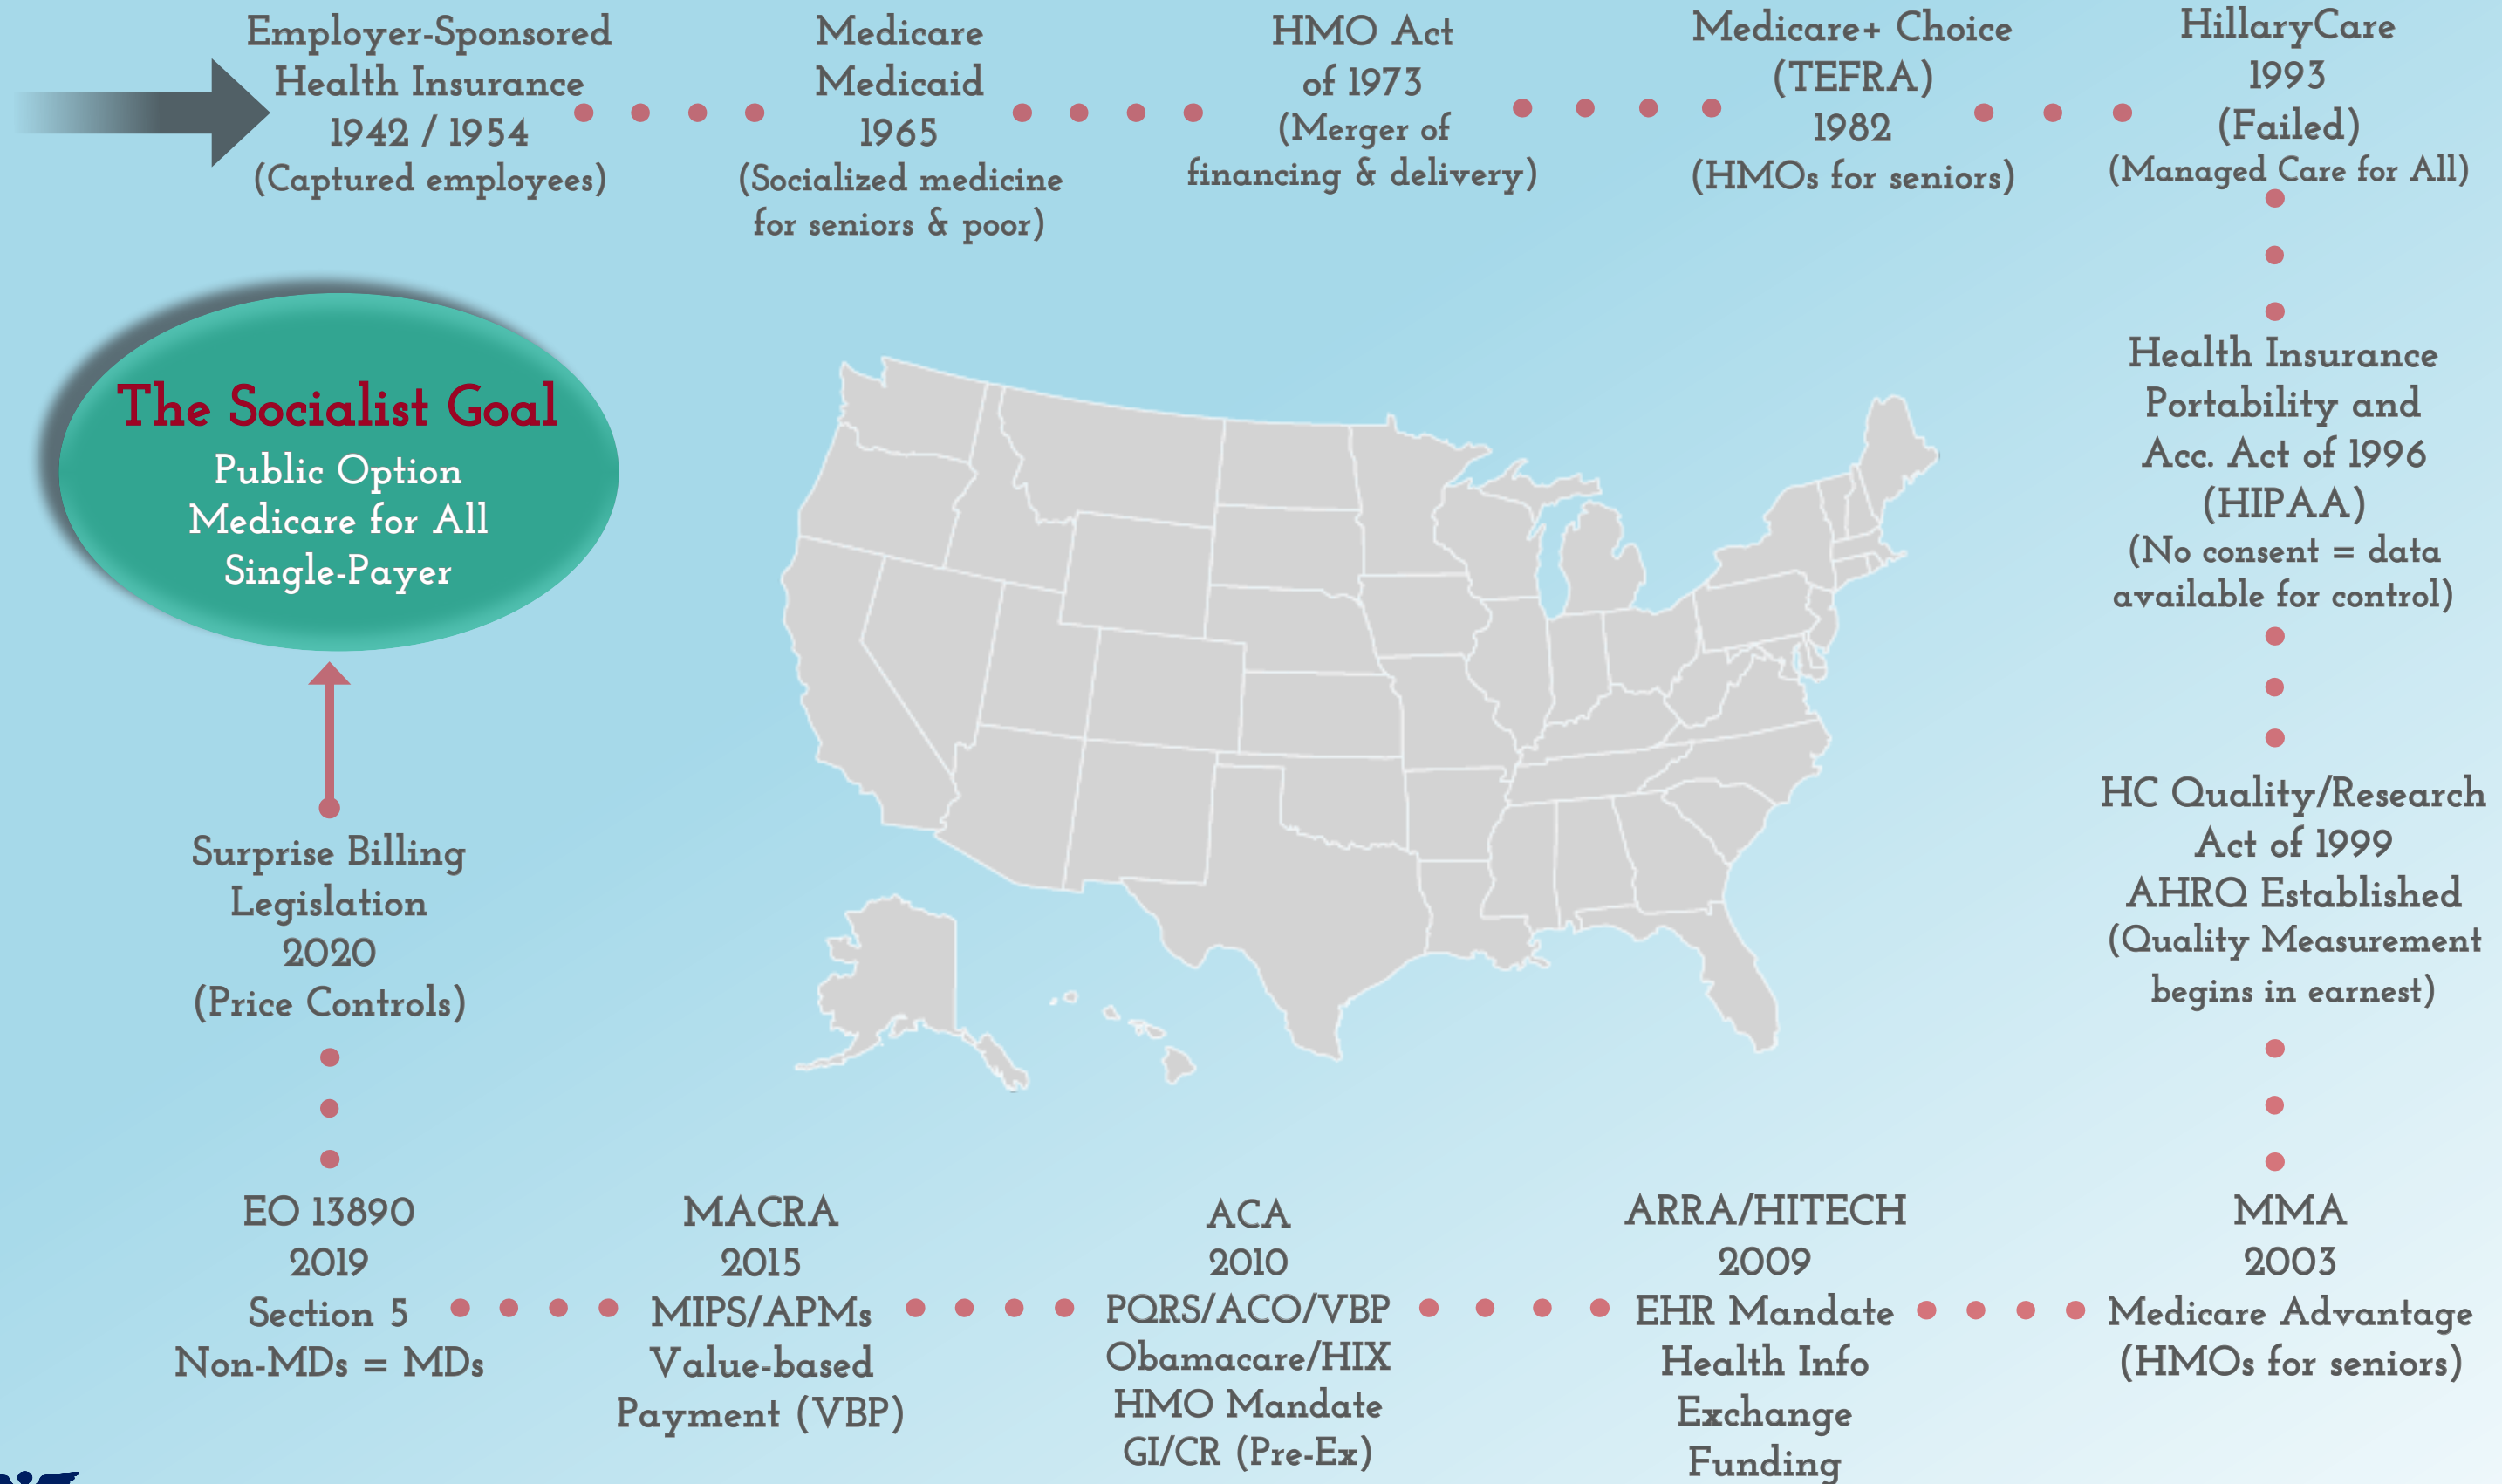 Employer-Sponsored
Health Insurance
1942 / 1954
(Captured employees)
Medicare
Medicaid
1965
(Socialized medicine
for seniors & poor)
HMO Act
of 1973
(Merger of
financing & delivery)
Medicare+ Choice
(TEFRA)
1982
(HMOs for seniors)
HillaryCare
1993
(Failed)
(Managed Care for All)
Health Insurance
Portability and
Acc. Act of 1996
(HIPAA)
(No consent = data
available for control)
HC Quality/Research
Act of 1999
AHRQ Established
(Quality Measurement
begins in earnest)
MMA
2003
Medicare Advantage
(HMOs for seniors)
ARRA/HITECH
2009
EHR Mandate
Health Info
Exchange
Funding
ACA
2010
PQRS/ACO/VBP
Obamacare/HIX
HMO Mandate
GI/CR (Pre-Ex)
MACRA
2015
MIPS/APMs
Value-based
Payment (VBP)
EO 13890
2019
Section 5
Non-MDs = MDs
Surprise Billing
Legislation
2020
(Price Controls)
The Socialist Goal
Public Option
Medicare for All
Single-Payer